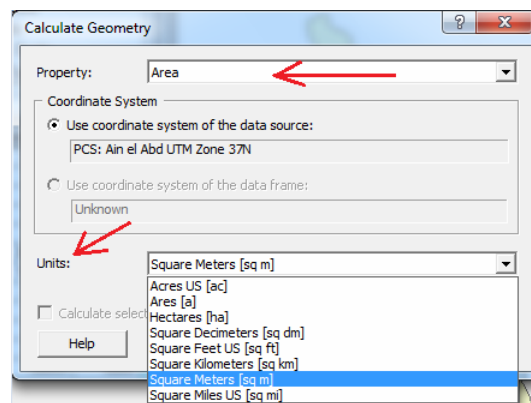 Calculate Geometry
Property: Area
Coordinate System
Use coordinate system of the data source:
PCS: Ain el Abd UTM Zone 37N
Use coordinate system of the data frame:
Unknown
Units: Square Meters [sq m]
Acres US [ac]
Ares [a]
Calculate select
Hectares [ha]
Square Decimeters [sq dm]
Help
Square Feet US [sq ft]
Square Kilometers [sq km]
Square Meters [sq m]
Square Miles US [sq mi]